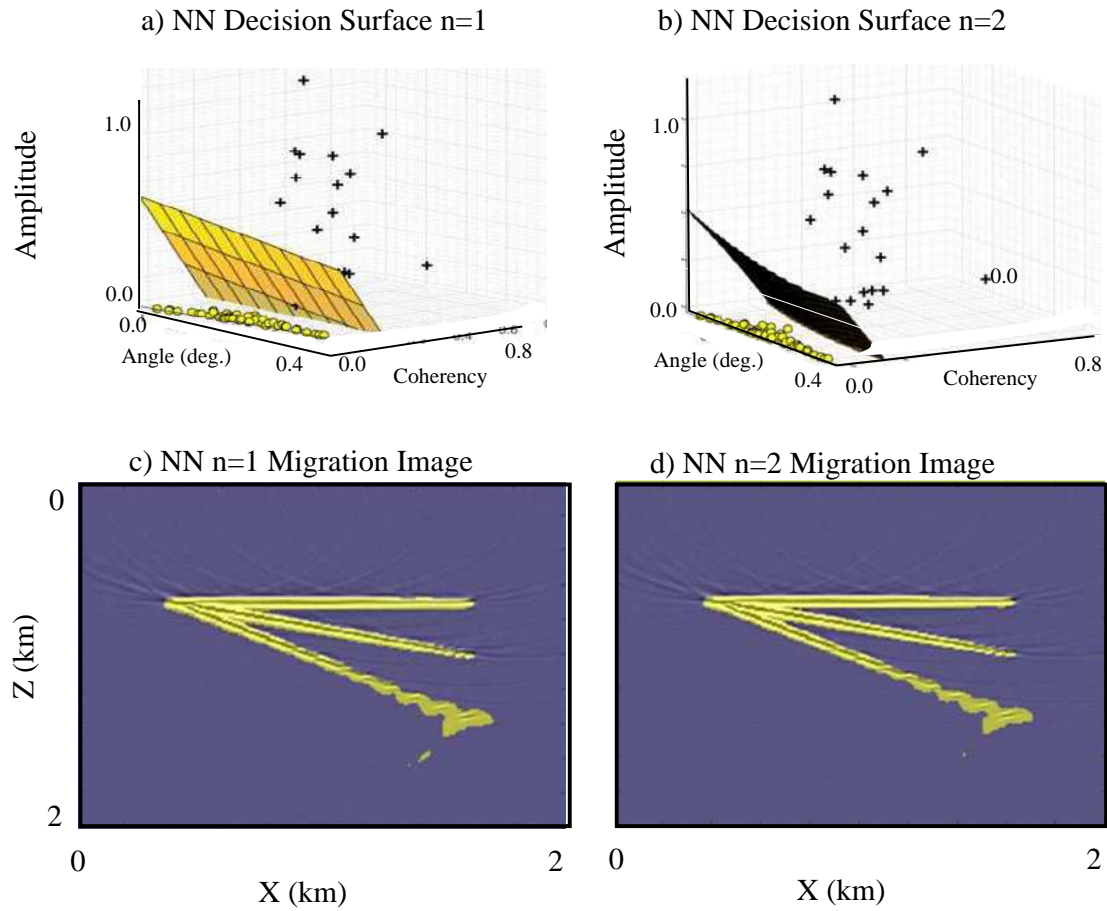 a) NN Decision Surface n=1
b) NN Decision Surface n=2
Amplitude
1.0
0.0
0.0
Angle (deg.)
0.4
0.0
Coherency
0.8
Amplitude
1.0
0.0
0.0
Angle (deg.)
0.4
0.0
Coherency
0.8
c) NN n=1 Migration Image
d) NN n=2 Migration Image
0
Z (km)
2
0
2
X (km)
0
2
X (km)